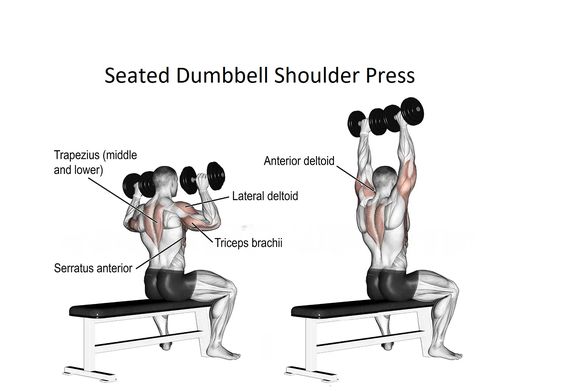 Seated Dumbbell Shoulder Press
Trapezius (middle
and lower)
Lateral deltoid
Triceps brachii
Serratus anterior
Anterior deltoid